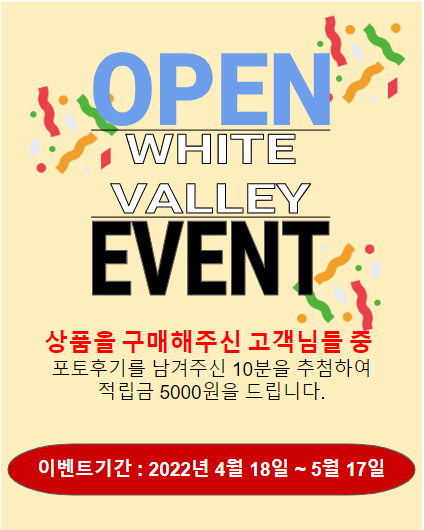 OPEN
WHITE
VALLEY
EVENT
상품을 구매해주신 고객님들 중
포토후기를 남겨주신 10분을 추첨하여
적립금 5000원을 드립니다.
이벤트기간 : 2022년 4월 18일 ~ 5월 17일